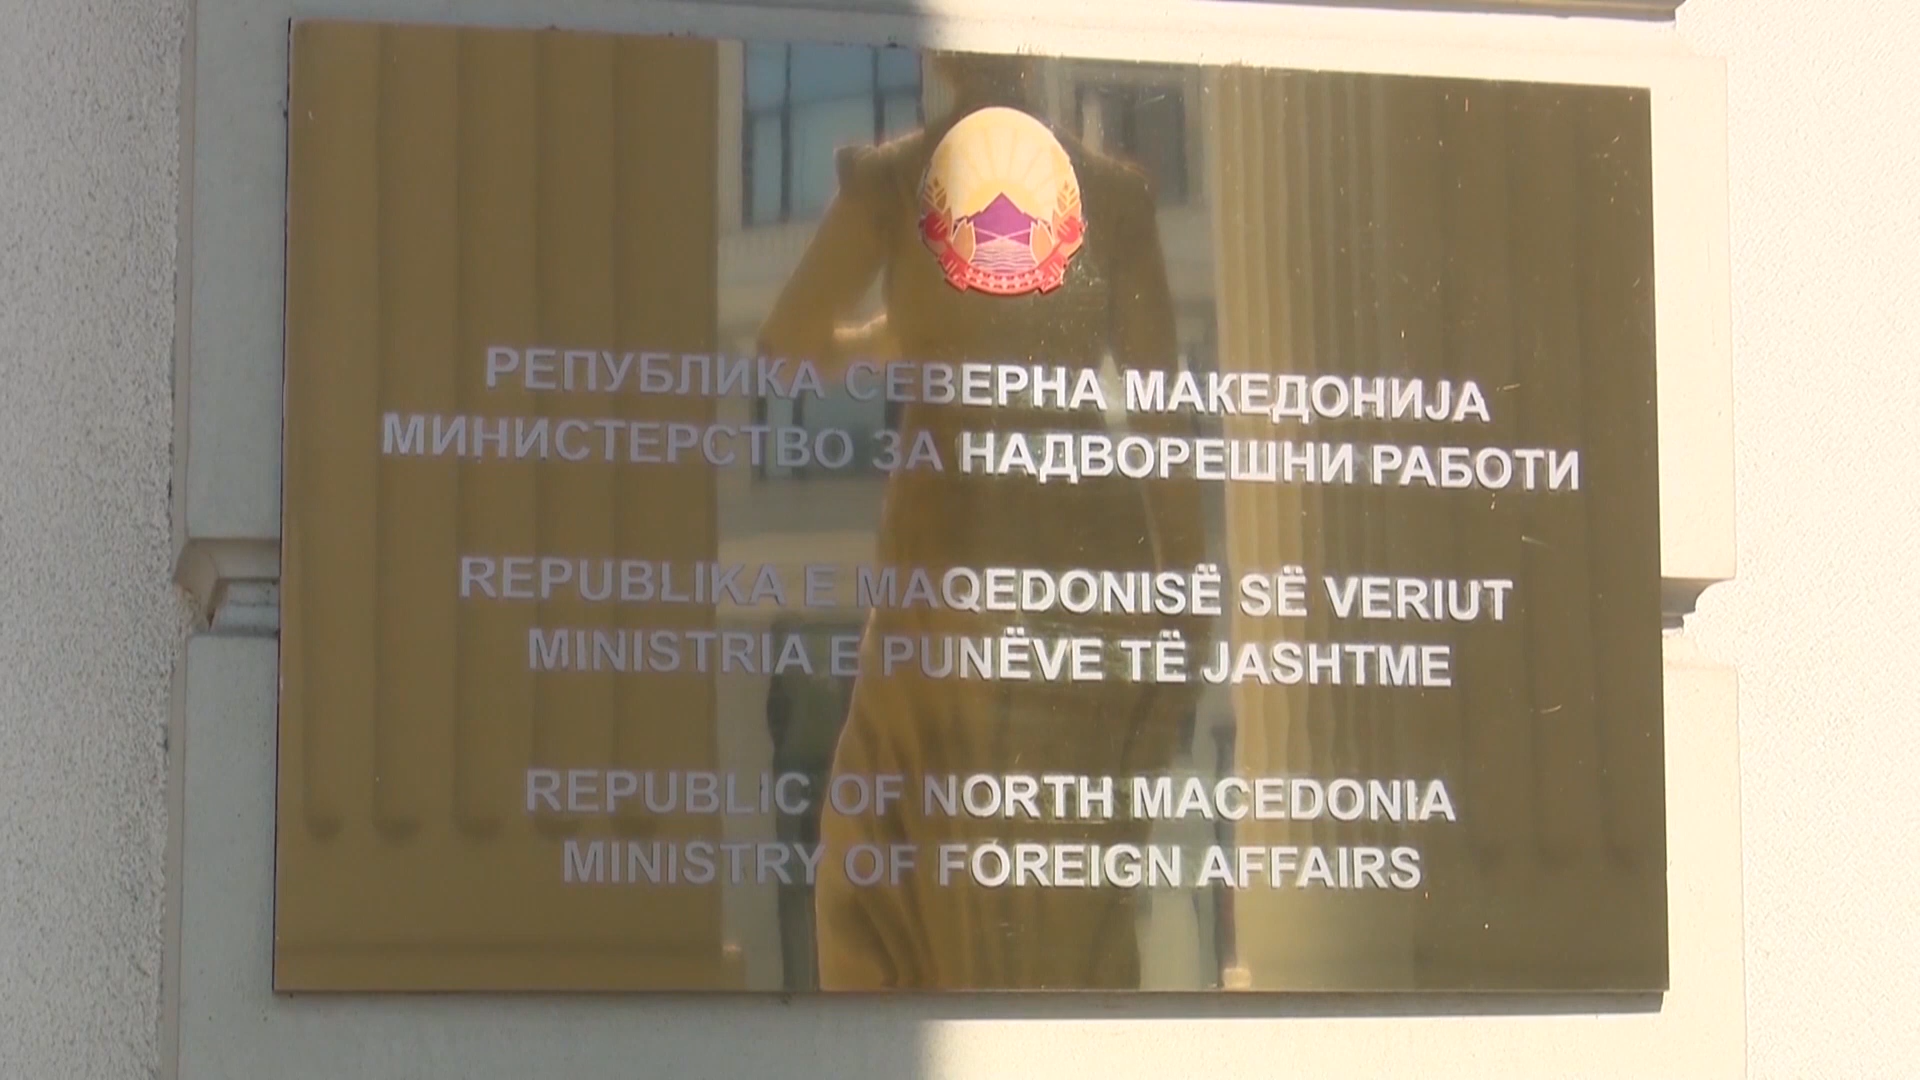 РЕПУБЛИКА СЕВЕРНА МАКЕДОНИЈА
МИНИСТЕРСТВО ЗА НАДВОРЕШНИ РАБОТИ
REPUBLIKA E MAQEDONISË SË VERIUT
MINISTRIA E PUNËVE TË JASHTME
REPUBLIC OF NORTH MACEDONIA
MINISTRY OF FOREIGN AFFAIRS